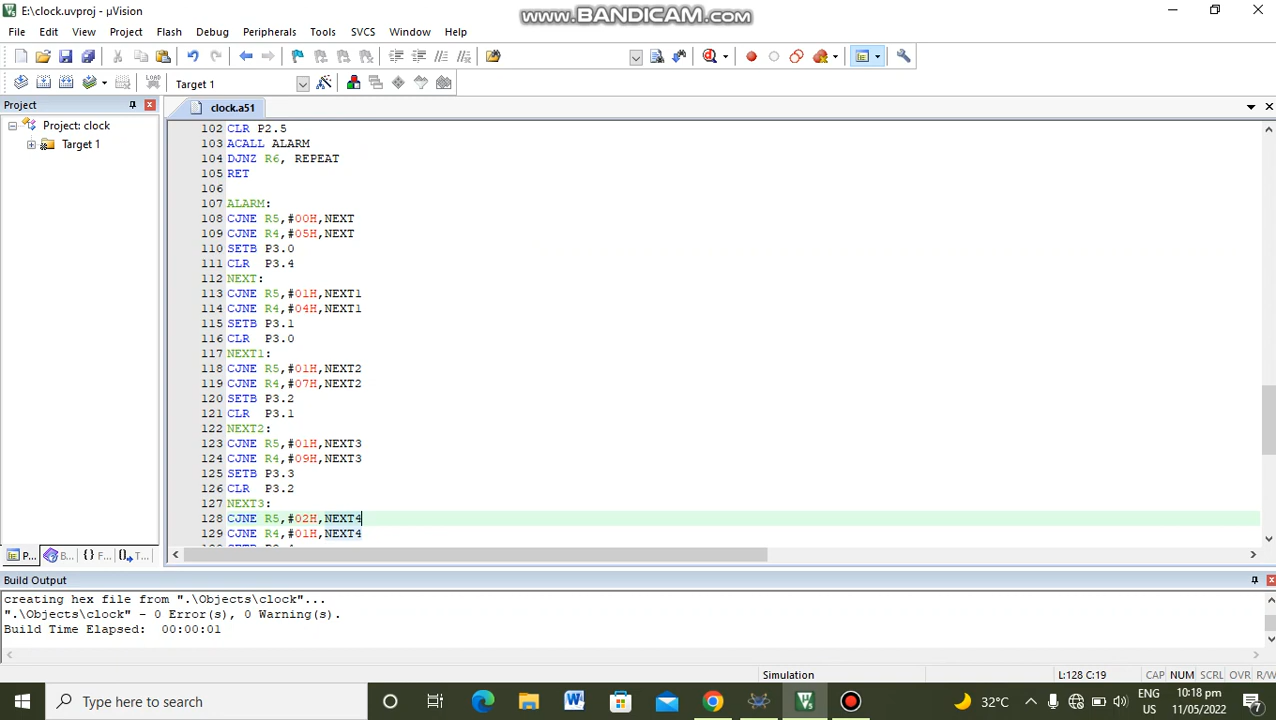 E:\clock.uvproj - µVision
www.BANDICAM.com
File Edit View Project Flash Debug Peripherals Tools SVCS Window Help
LOAD
Target 1
Project
clock.a51
Project: clock
Target 1
102 CLR P2.5
103 ACALL ALARM
104 DJNZ R6, REPEAT
105 RET
106
107 ALARM:
108 CJNE R5,#00H,NEXT
109 CJNE R4,#05H,NEXT
110 SETB P3.0
111 CLR P3.4
112 NEXT:
113 CJNE R5,#01H,NEXT1
114 CJNE R4,#04H,NEXT1
115 SETB P3.1
116 CLR P3.0
117 NEXT1:
118 CJNE R5,#01H,NEXT2
119 CJNE R4,#07H,NEXT2
120 SETB P3.2
121 CLR P3.1
122 NEXT2:
123 CJNE R5,#01H,NEXT3
124 CJNE R4,#09H,NEXT3
125 SETB P3.3
126 CLR P3.2
127 NEXT3:
128 CJNE R5,#02H,NEXT4
129 CJNE R4,#01H,NEXT4
P... B... {} F... T...
Build Output
creating hex file from ".\Objects\clock"...
".\Objects\clock" - 0 Error(s), 0 Warning(s).
Build Time Elapsed: 00:00:01
Simulation
L:128 C:19
CAP NUM SCRL OVR R/W
Type here to search
32°C
ENG
US
10:18 pm
11/05/2022
7